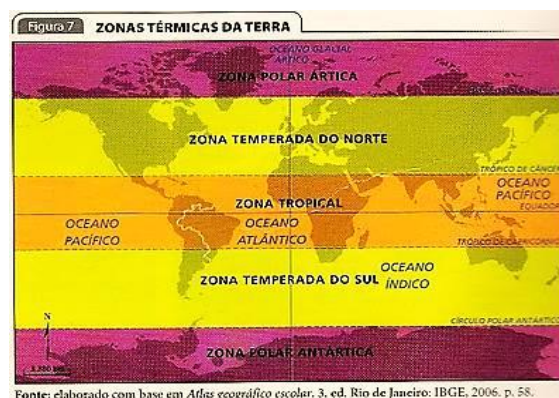 Figura 7 ZONAS TÉRMICAS DA TERRA
OCEANO GLACIAL
ÁRTICO
ZONA POLAR ÁRTICA
ZONA TEMPERADA DO NORTE
TRÓPICO DE CÂNCER
OCEANO
PACÍFICO
ZONA TROPICAL
EQUADOR
OCEANO
PACÍFICO
OCEANO
ATLÂNTICO
TRÓPICO DE CAPRICÓRNIO
ZONA TEMPERADA DO SUL
OCEANO
ÍNDICO
CÍRCULO POLAR ANTÁRTICO
N
ZONA POLAR ANTÁRTICA
Fonte: elaborado com base em Atlas geográfico escolar. 3. ed. Rio de Janeiro: IBGE, 2006. p. 58.